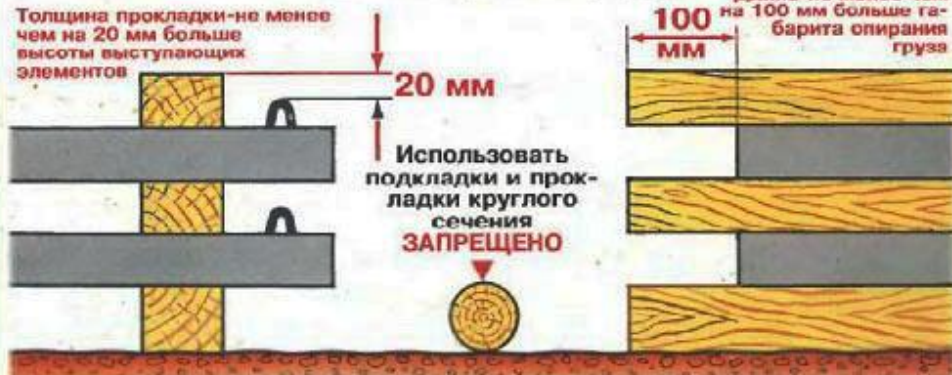 Толщина прокладки-не менее
чем на 20 мм больше
высоты выступающих
элементов
20 мм
Использовать
подкладки и прок-
ладки круглого
сечения
ЗАПРЕЩЕНО
100
мм
на 100 мм больше га-
барита опирания
груза